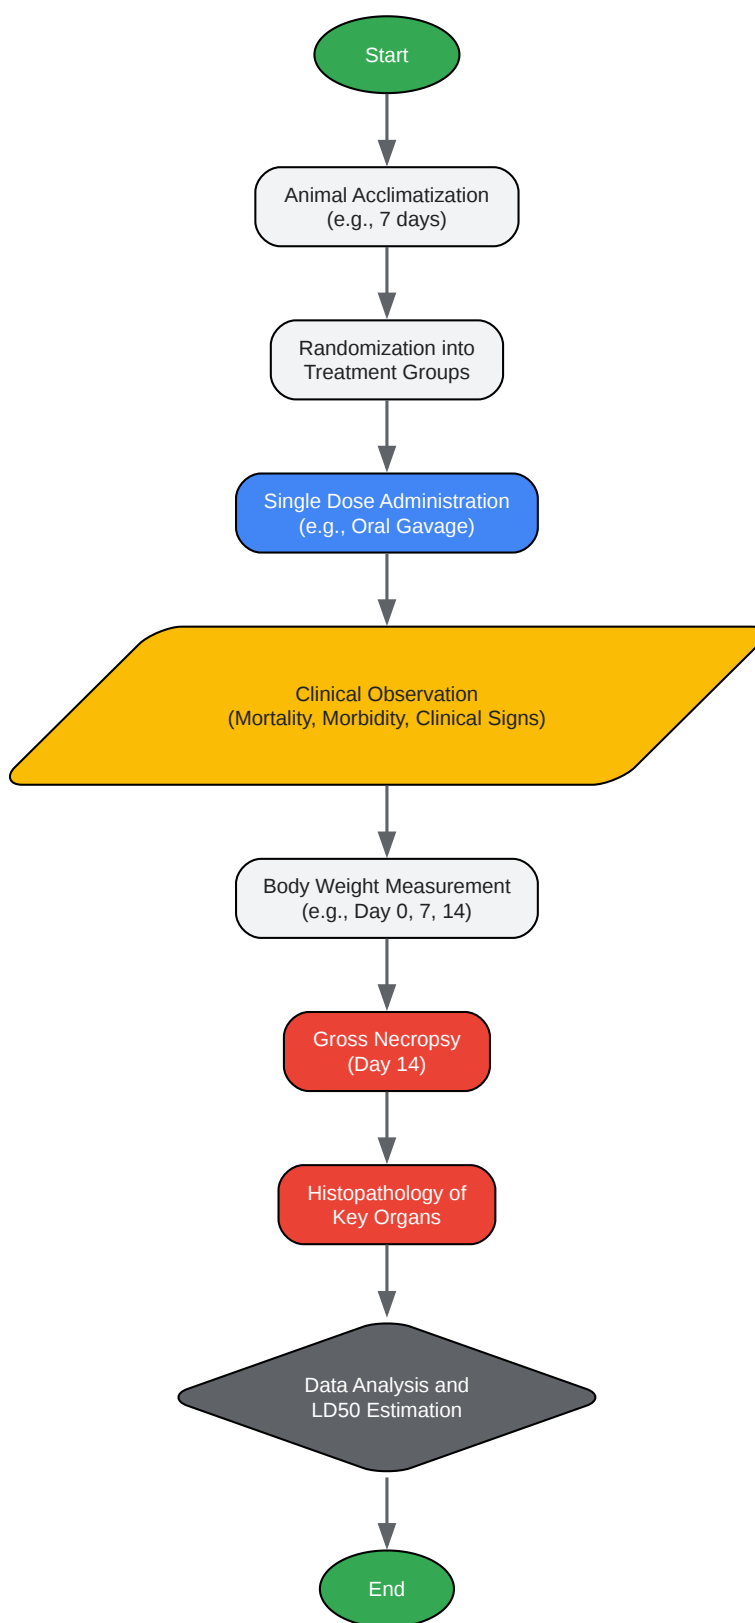 Start
Animal Acclimatization
(e.g., 7 days)
Randomization into
Treatment Groups
Single Dose Administration
(e.g., Oral Gavage)
Clinical Observation
(Mortality, Morbidity, Clinical Signs)
Body Weight Measurement
(e.g., Day 0, 7, 14)
Gross Necropsy
(Day 14)
Histopathology of
Key Organs
Data Analysis and
LD50 Estimation
End